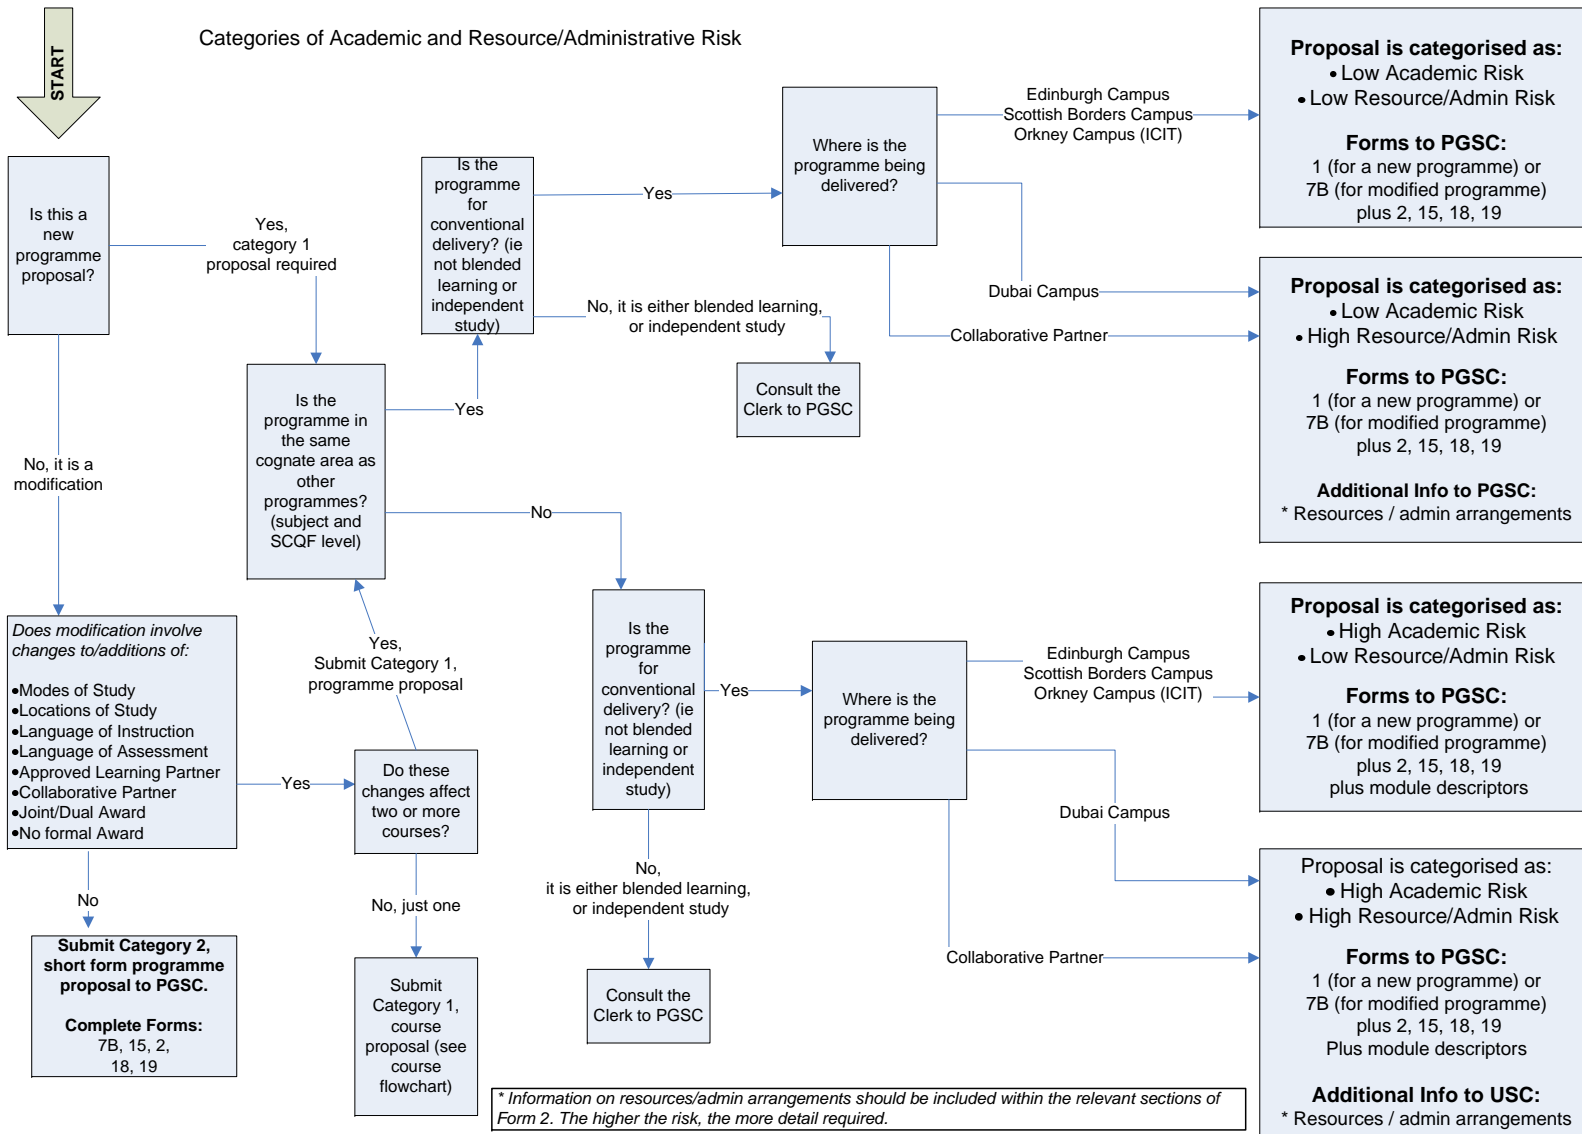 START
Categories of Academic and Resource/Administrative Risk
Is this a
new
programme
proposal?
Yes,
category 1
proposal required
No, it is a
modification
Does modification involve
changes to/additions of:
•Modes of Study
•Locations of Study
•Language of Instruction
•Language of Assessment
•Approved Learning Partner
•Collaborative Partner
•Joint/Dual Award
•No formal Award
No
Submit Category 2,
short form programme
proposal to PGSC.
Complete Forms:
7B, 15, 2,
18, 19
Yes
Do these
changes affect
two or more
courses?
Yes,
Submit Category 1,
programme proposal
No, just one
Submit
Category 1,
course
proposal (see
course
flowchart)
Is the
programme in
the same
cognate area as
other
programmes?
(subject and
SCQF level)
Yes
No
Is the
programme
for
conventional
delivery? (ie
not blended
learning or
independent
study)
Yes
No, it is either blended learning,
or independent study
Consult the
Clerk to PGSC
Where is the
programme being
delivered?
Edinburgh Campus
Scottish Borders Campus
Orkney Campus (ICIT)
Dubai Campus
Collaborative Partner
Proposal is categorised as:
• Low Academic Risk
• Low Resource/Admin Risk
Forms to PGSC:
1 (for a new programme) or
7B (for modified programme)
plus 2, 15, 18, 19
Proposal is categorised as:
• Low Academic Risk
• High Resource/Admin Risk
Forms to PGSC:
1 (for a new programme) or
7B (for modified programme)
plus 2, 15, 18, 19
Additional Info to PGSC:
* Resources / admin arrangements
Is the
programme
for
conventional
delivery? (ie
not blended
learning or
independent
study)
Yes
No,
it is either blended learning,
or independent study
Consult the
Clerk to PGSC
Where is the
programme being
delivered?
Edinburgh Campus
Scottish Borders Campus
Orkney Campus (ICIT)
Dubai Campus
Collaborative Partner
Proposal is categorised as:
• High Academic Risk
• Low Resource/Admin Risk
Forms to PGSC:
1 (for a new programme) or
7B (for modified programme)
plus 2, 15, 18, 19
plus module descriptors
Proposal is categorised as:
• High Academic Risk
• High Resource/Admin Risk
Forms to PGSC:
1 (for a new programme) or
7B (for modified programme)
plus 2, 15, 18, 19
Plus module descriptors
Additional Info to USC:
* Resources / admin arrangements
* Information on resources/admin arrangements should be included within the relevant sections of
Form 2. The higher the risk, the more detail required.